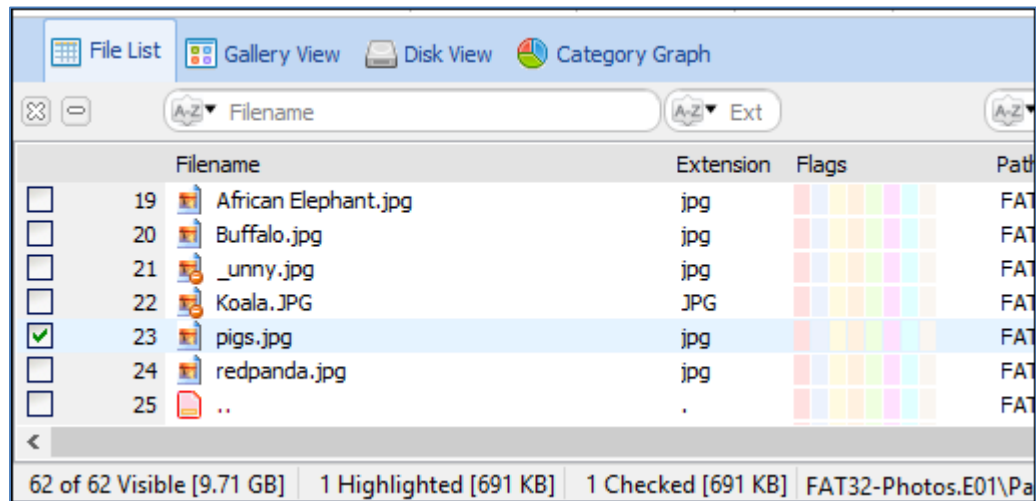 File List Gallery View Disk View Category Graph
A-Z Filename A-Z Ext A-Z
Filename Extension Flags
19 African Elephant.jpg jpg FAT
20 Buffalo.jpg jpg FAT
21 _unny.jpg jpg FAT
22 Koala.JPG JPG FAT
23 pigs.jpg jpg FAT
24 redpanda.jpg jpg FAT
25 .. . FAT
62 of 62 Visible [9.71 GB] 1 Highlighted [691 KB] 1 Checked [691 KB] FAT32-Photos.E01\Pa